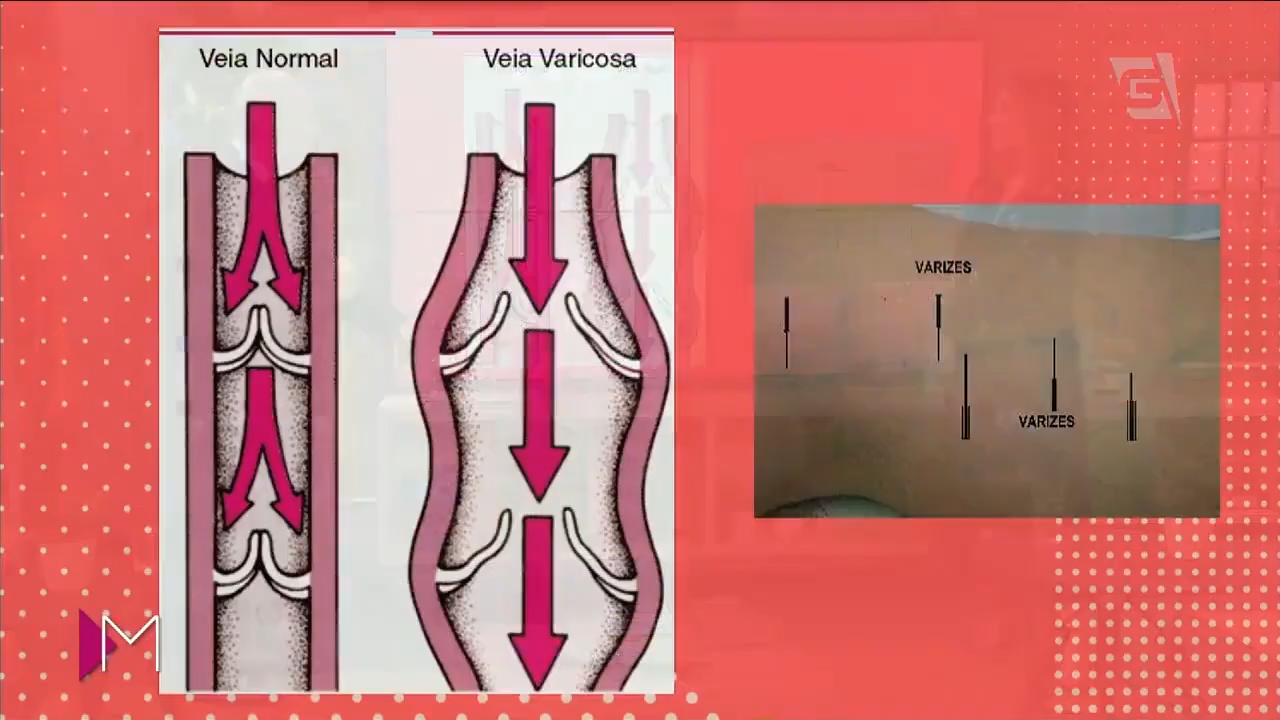 Veia Normal
Veia Varicosa
VARIZES
VARIZES
M
G